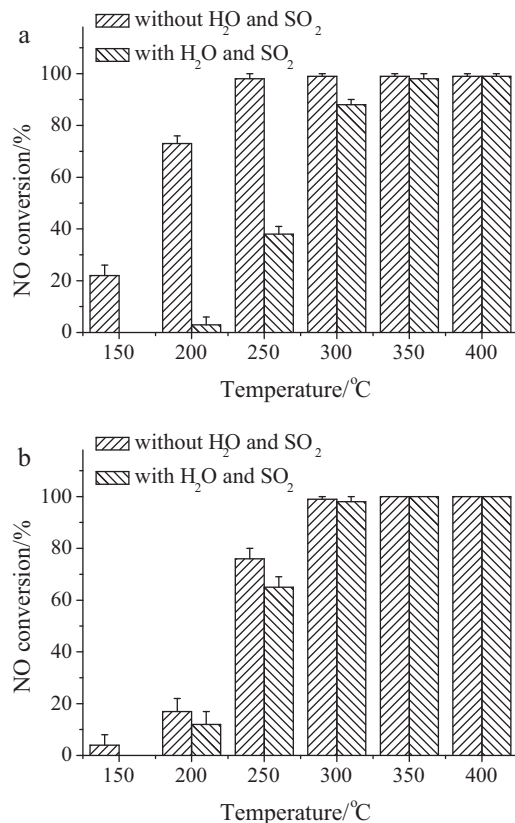 a
without H₂O and SO₂
with H₂O and SO₂
NO conversion/%
100
80
60
40
20
0
150 200 250 300 350 400
Temperature/°C
b
without H₂O and SO₂
with H₂O and SO₂
NO conversion/%
100
80
60
40
20
0
150 200 250 300 350 400
Temperature/°C